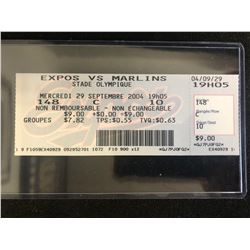 EXPOS VS MARLINS
STADE OLYMPIQUE
MERCREDI 29 SEPTEMBRE 2004 19H05
148 C 10
NON REMBOURSABLE - NON ECHANGEABLE
$9.00 +$0.00 =$9.00
GROUPES $7.82 TPS:$0.55 TVQ:$0.63
04/09/29
19H05
148
C
10
$9.00